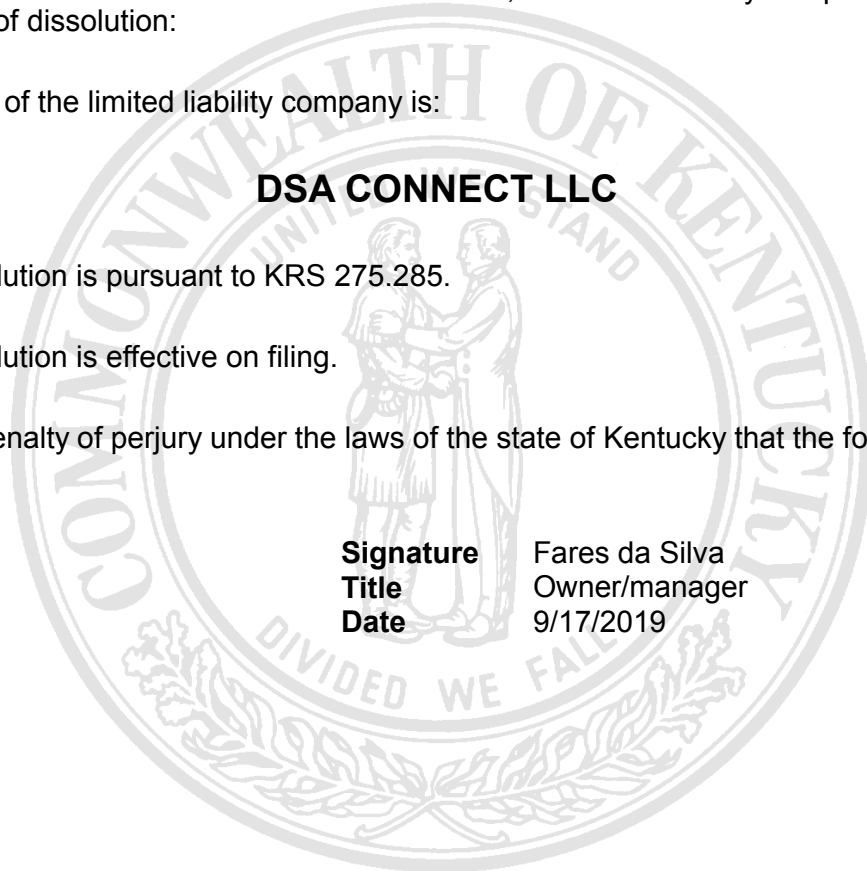 of dissolution:
of the limited liability company is:
DSA CONNECT LLC
lution is pursuant to KRS 275.285.
lution is effective on filing.
enalty of perjury under the laws of the state of Kentucky that the fo
Signature Fares da Silva
Title Owner/manager
Date 9/17/2019
COMMONWEALTH OF KENTUCKY
UNITED WE STAND
DIVIDED WE FALL